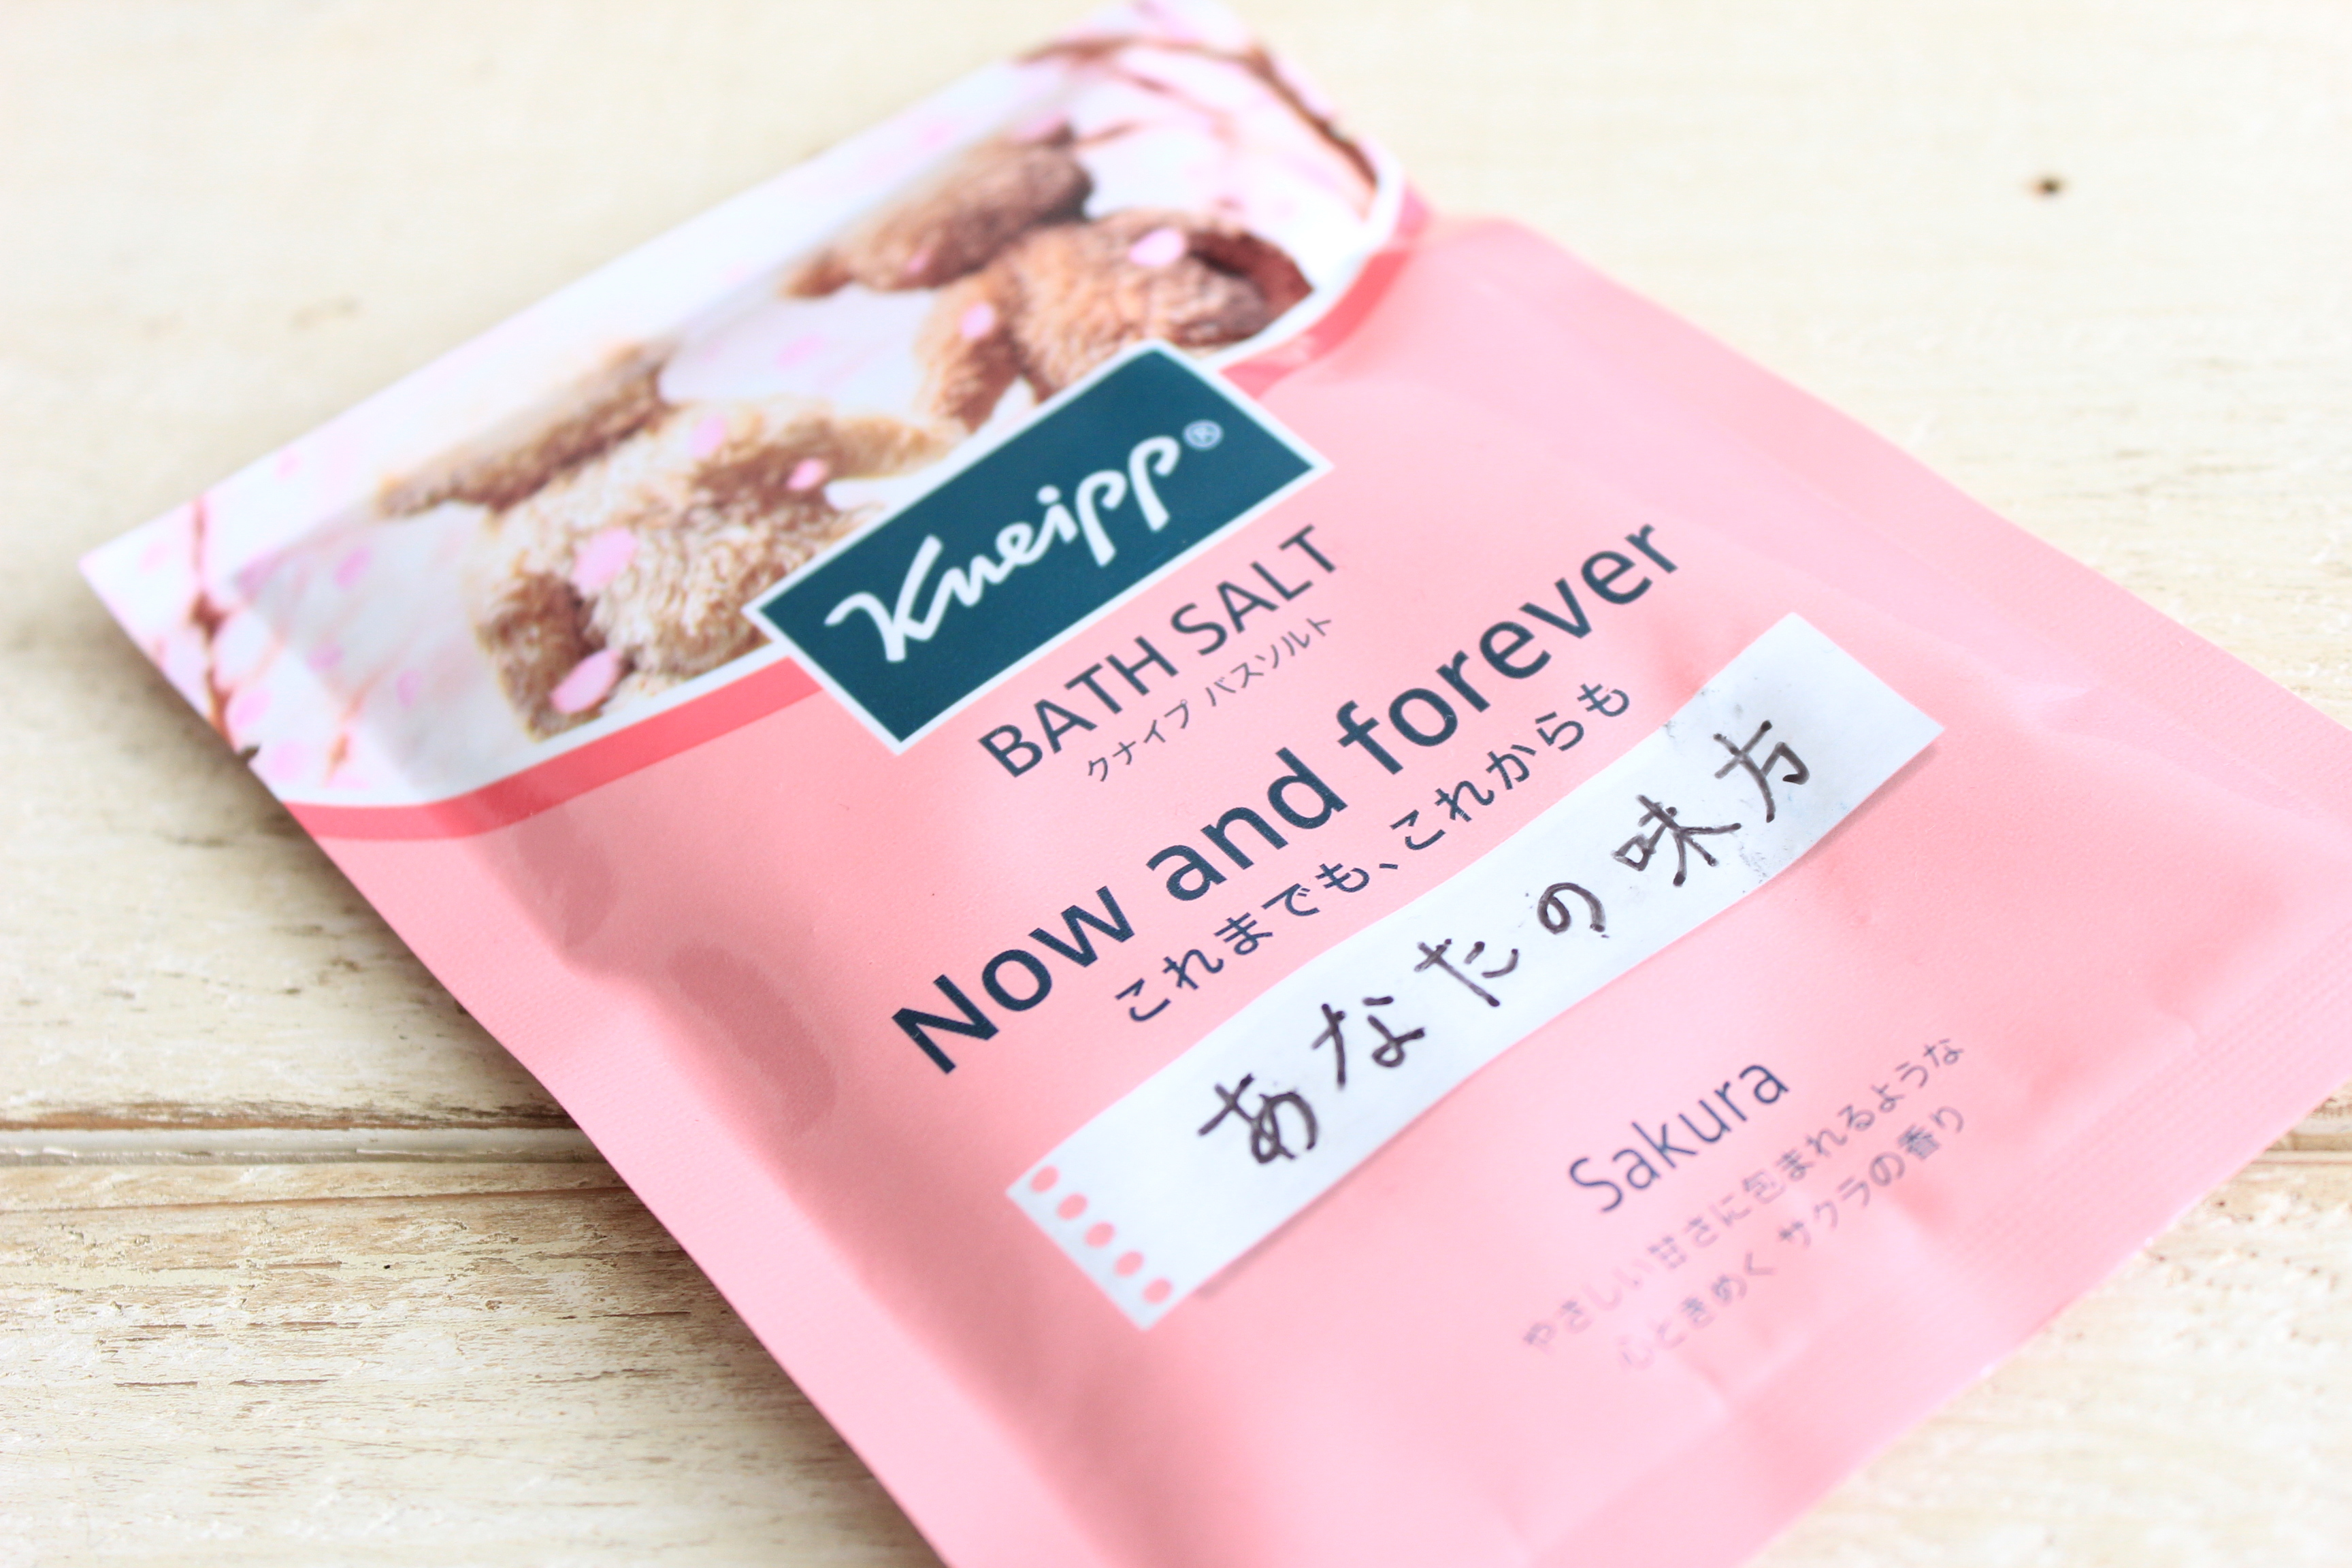 Kneipp®
BATH SALT
クナイプ バスソルト
Now and forever
これまでも、これからも
あなたの味方
Sakura
やさしい甘さに包まれるような
心ときめく サクラの香り